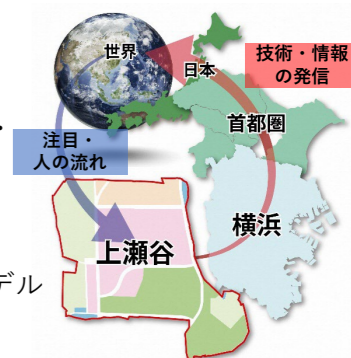 世界
日本
技術・情報
の発信
首都圏
・
注目・
人の流れ
横浜
上瀬谷
デル